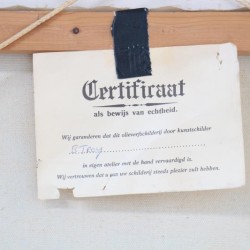 Certificaat
als bewijs van echtheid.
Wij garanderen dat dit olieverfschilderij door kunstschilder
in eigen atelier met de hand vervaardigd is.
Wij vertrouwen dat u aan uw schilderij steeds plezier zult hebben.